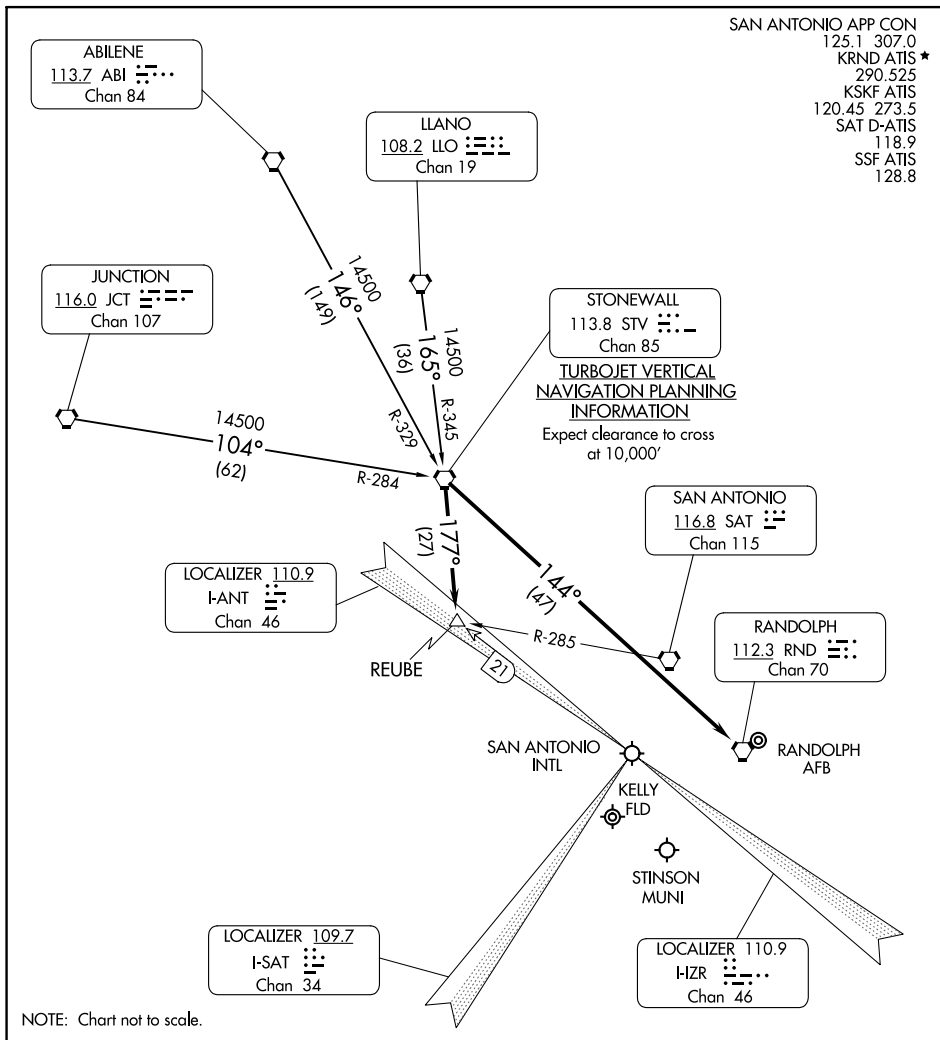 SAN ANTONIO APP CON
125.1 307.0
KRND ATIS ★
290.525
KSKF ATIS
120.45 273.5
SAT D-ATIS
118.9
SSF ATIS
128.8
ABILENE
113.7 ABI
Chan 84
LLANO
108.2 LLO
Chan 19
JUNCTION
116.0 JCT
Chan 107
STONEWALL
113.8 STV
Chan 85
TURBOJET VERTICAL
NAVIGATION PLANNING
INFORMATION
Expect clearance to cross
at 10,000'
14500
146°
(149)
R-329
14500
165°
(36)
R-345
14500
104°
(62)
R-284
177°
(27)
144°
(47)
SAN ANTONIO
116.8 SAT
Chan 115
LOCALIZER 110.9
I-ANT
Chan 46
R-285
REUBE
21
RANDOLPH
112.3 RND
Chan 70
SAN ANTONIO
INTL
RANDOLPH
AFB
KELLY
FLD
STINSON
MUNI
LOCALIZER 109.7
I-SAT
Chan 34
LOCALIZER 110.9
I-IZR
Chan 46
NOTE: Chart not to scale.